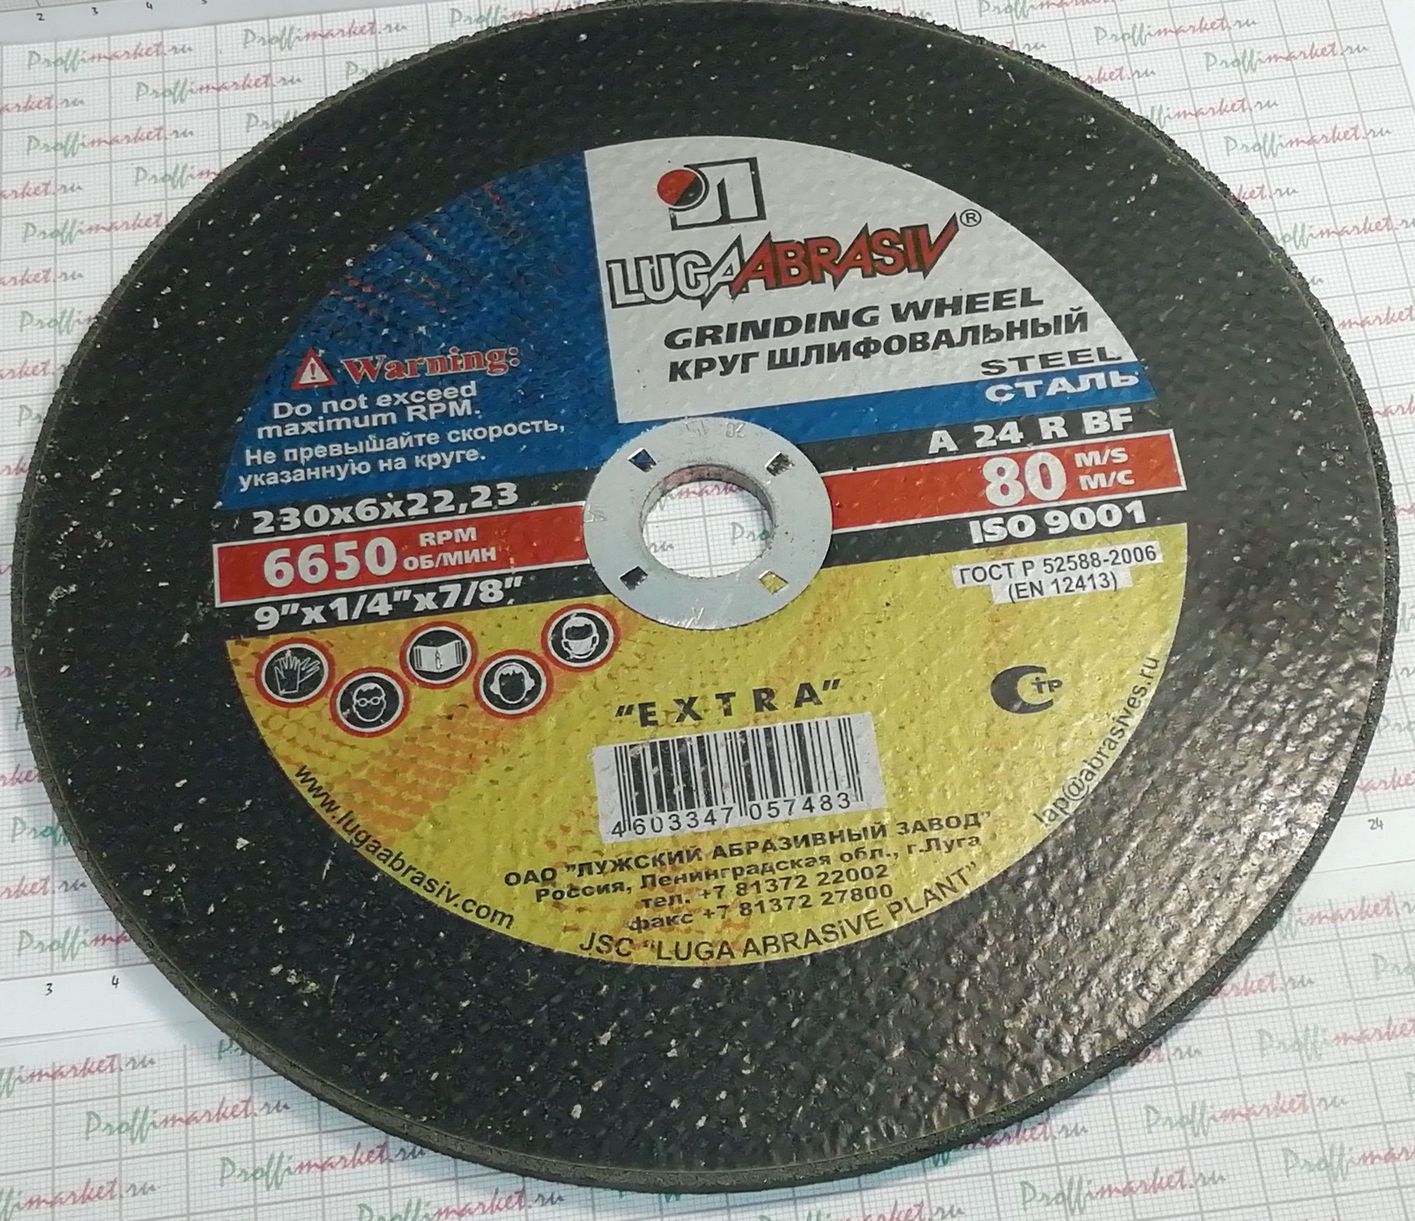 LUGAABRASIV®
GRINDING WHEEL
КРУГ ШЛИФОВАЛЬНЫЙ
STEEL
СТАЛЬ
Warning:
Do not exceed
maximum RPM.
Не превышайте скорость,
указанную на круге.
230x6x22,23
6650 RPM
ОБ/МИН
9"x1/4"x7/8"
A 24 R BF
80 M/S
М/С
ISO 9001
ГОСТ Р 52588-2006
(EN 12413)
"EXTRA"
4 603347 057483
ОАО "ЛУЖСКИЙ АБРАЗИВНЫЙ ЗАВОД"
Россия, Ленинградская обл., г.Луга
тел. +7 81372 22002
факс +7 81372 27800
JSC "LUGA ABRASiVE PLANT"
www.lugaabrasiv.com
lap@abrasives.ru
Proffimarket.ru